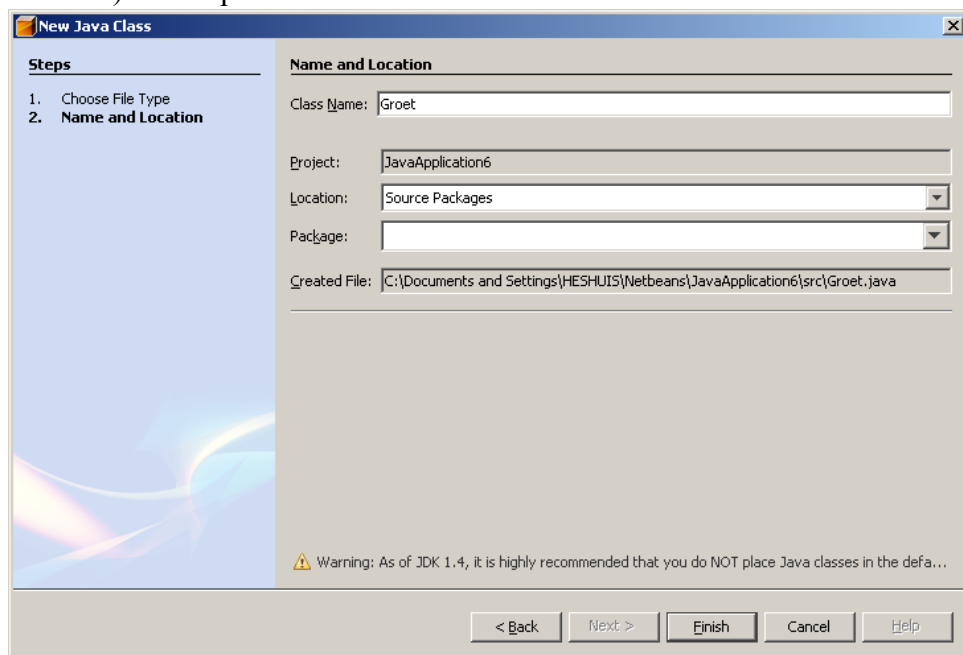 New Java Class
Steps
1. Choose File Type
2. Name and Location
Name and Location
Class Name: Groet
Project: JavaApplication6
Location: Source Packages
Package:
Created File: C:\Documents and Settings\HESHUIS\Netbeans\JavaApplication6\src\Groet.java
Warning: As of JDK 1.4, it is highly recommended that you do NOT place Java classes in the defa...
< Back Next > Finish Cancel Help